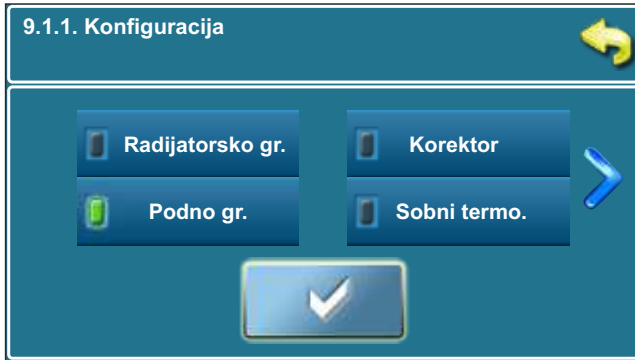 9.1.1. Konfiguracija
Radijatorsko gr.
Korektor
Podno gr.
Sobni termo.